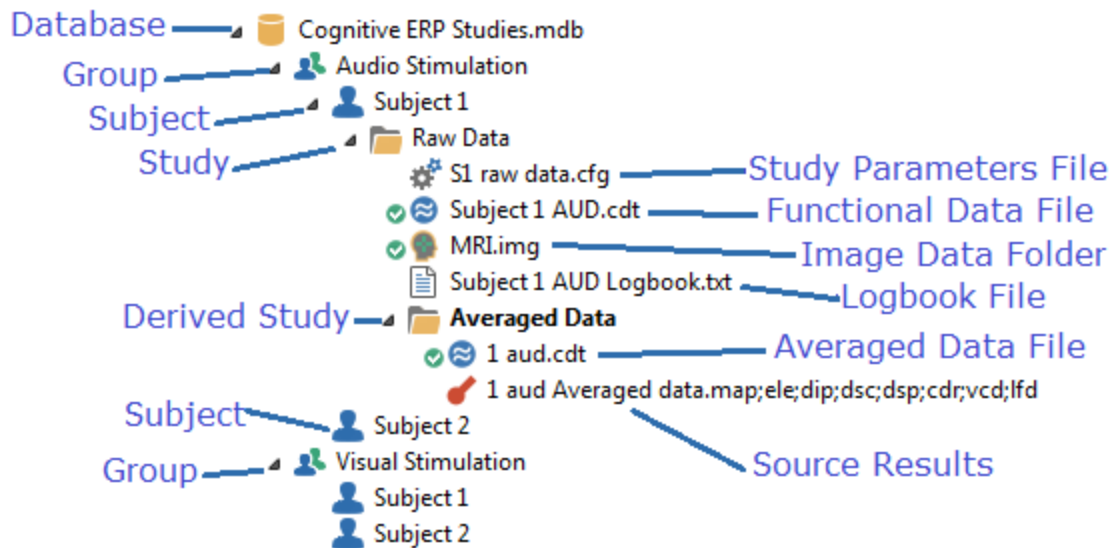 Database Cognitive ERP Studies.mdb
Group Audio Stimulation
Subject Subject 1
Study Raw Data
S1 raw data.cfg Study Parameters File
Subject 1 AUD.cdt Functional Data File
MRI.img Image Data Folder
Subject 1 AUD Logbook.txt Logbook File
Derived Study Averaged Data
1 aud.cdt Averaged Data File
1 aud Averaged data.map;ele;dip;dsc;dsp;cdr;vcd;lfd
Subject Subject 2
Group Visual Stimulation Source Results
Subject 1
Subject 2